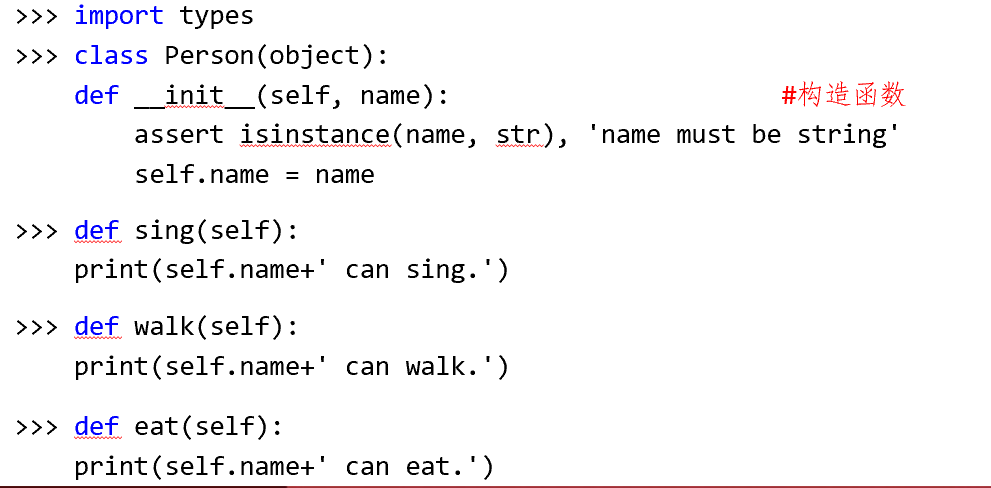 >>> import types
>>> class Person(object):
    def __init__(self, name):                      #构造函数
        assert isinstance(name, str), 'name must be string'
        self.name = name
>>> def sing(self):
    print(self.name+' can sing.')
>>> def walk(self):
    print(self.name+' can walk.')
>>> def eat(self):
    print(self.name+' can eat.')